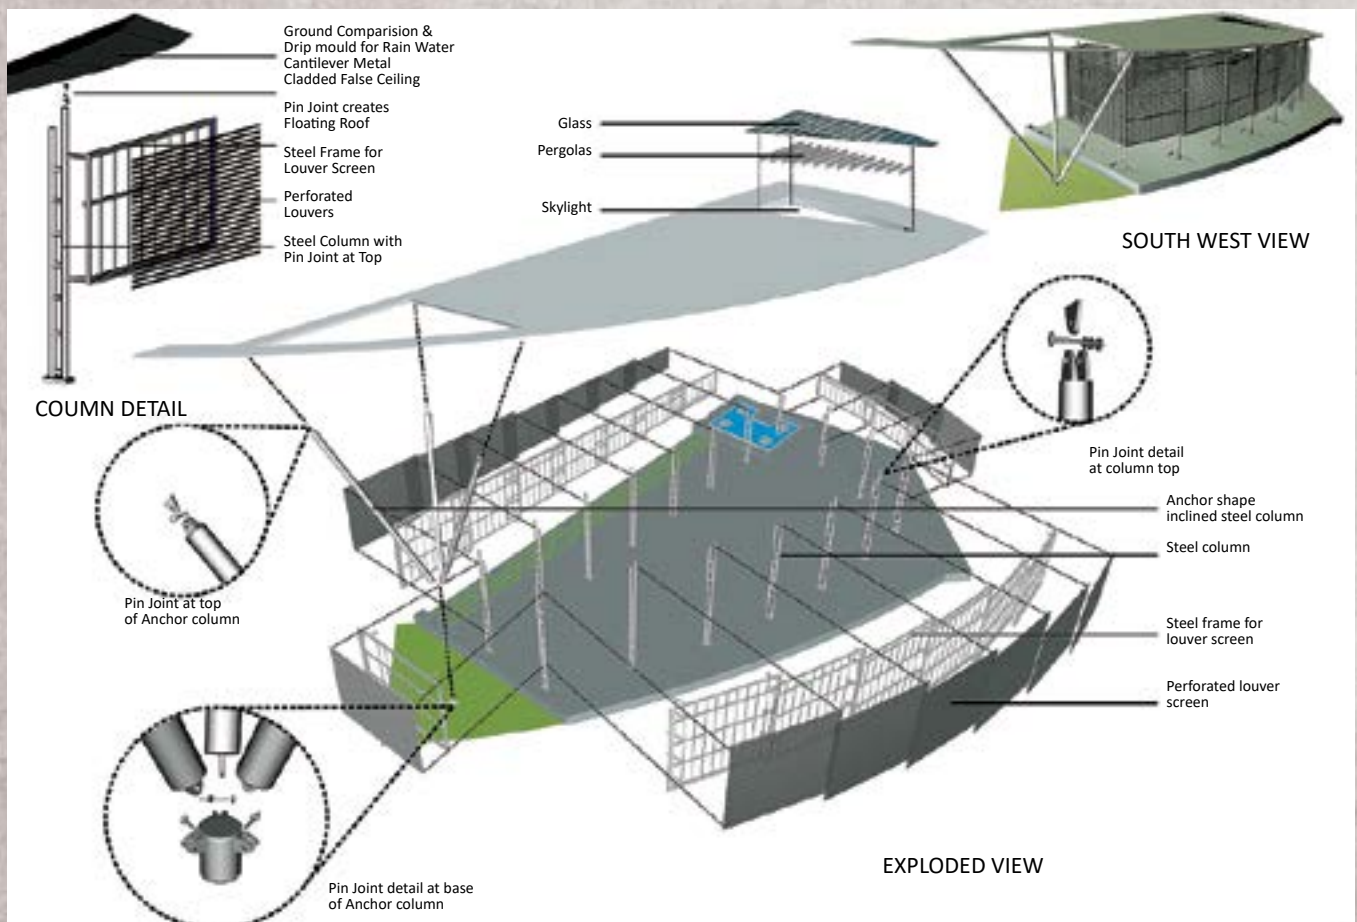 Ground Comparision &
Drip mould for Rain Water
Cantilever Metal
Cladded False Ceiling
Pin Joint creates
Floating Roof
Steel Frame for
Louver Screen
Perforated
Louvers
Steel Column with
Pin Joint at Top
COUMN DETAIL
Glass
Pergolas
Skylight
SOUTH WEST VIEW
Pin Joint detail
at column top
Anchor shape
inclined steel column
Steel column
Steel frame for
louver screen
Perforated louver
screen
Pin Joint at top
of Anchor column
Pin Joint detail at base
of Anchor column
EXPLODED VIEW